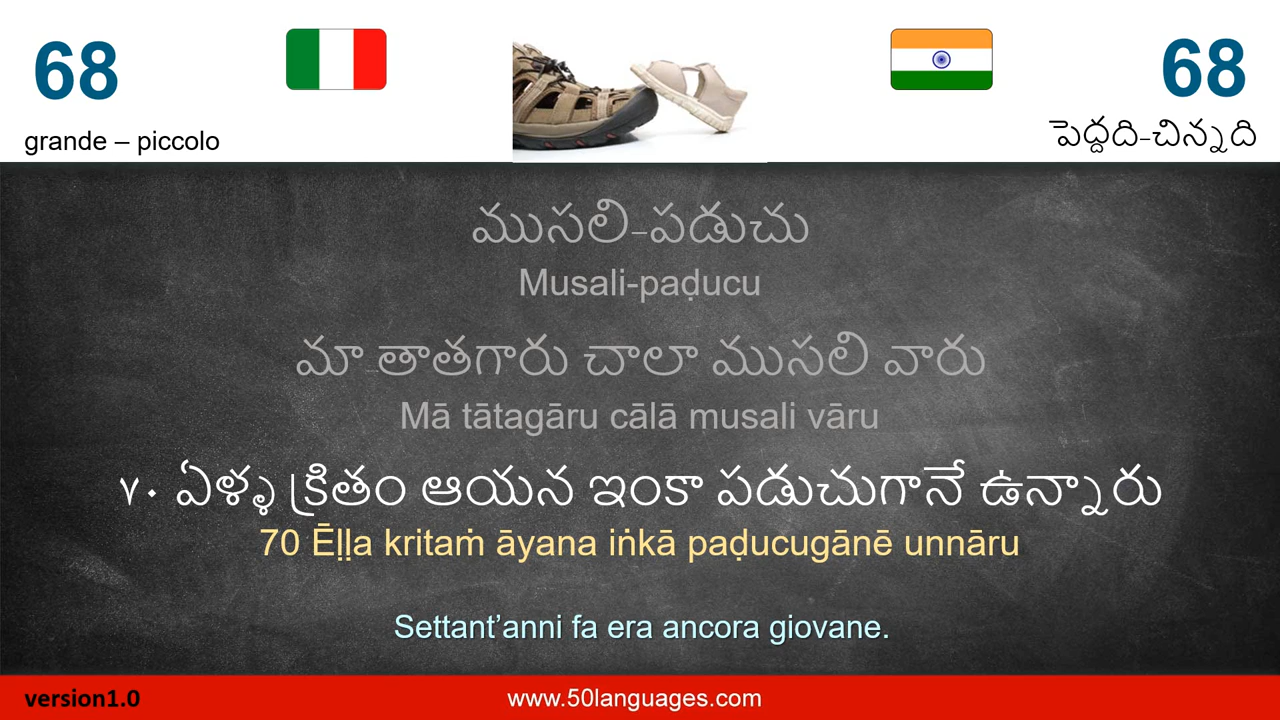 68
68
grande – piccolo
పెద్దది-చిన్నది
ముసలి-పడుచు
Musali-paḍucu
మా తాతగారు చాలా ముసలి వారు
Mā tātagāru cālā musali vāru
٧٠ ఏళ్ళ క్రితం ఆయన ఇంకా పడుచుగానే ఉన్నారు
70 Ēḷḷa kritaṁ āyana iṅkā paḍucugānē unnāru
Settant’anni fa era ancora giovane.
version1.0
www.50languages.com